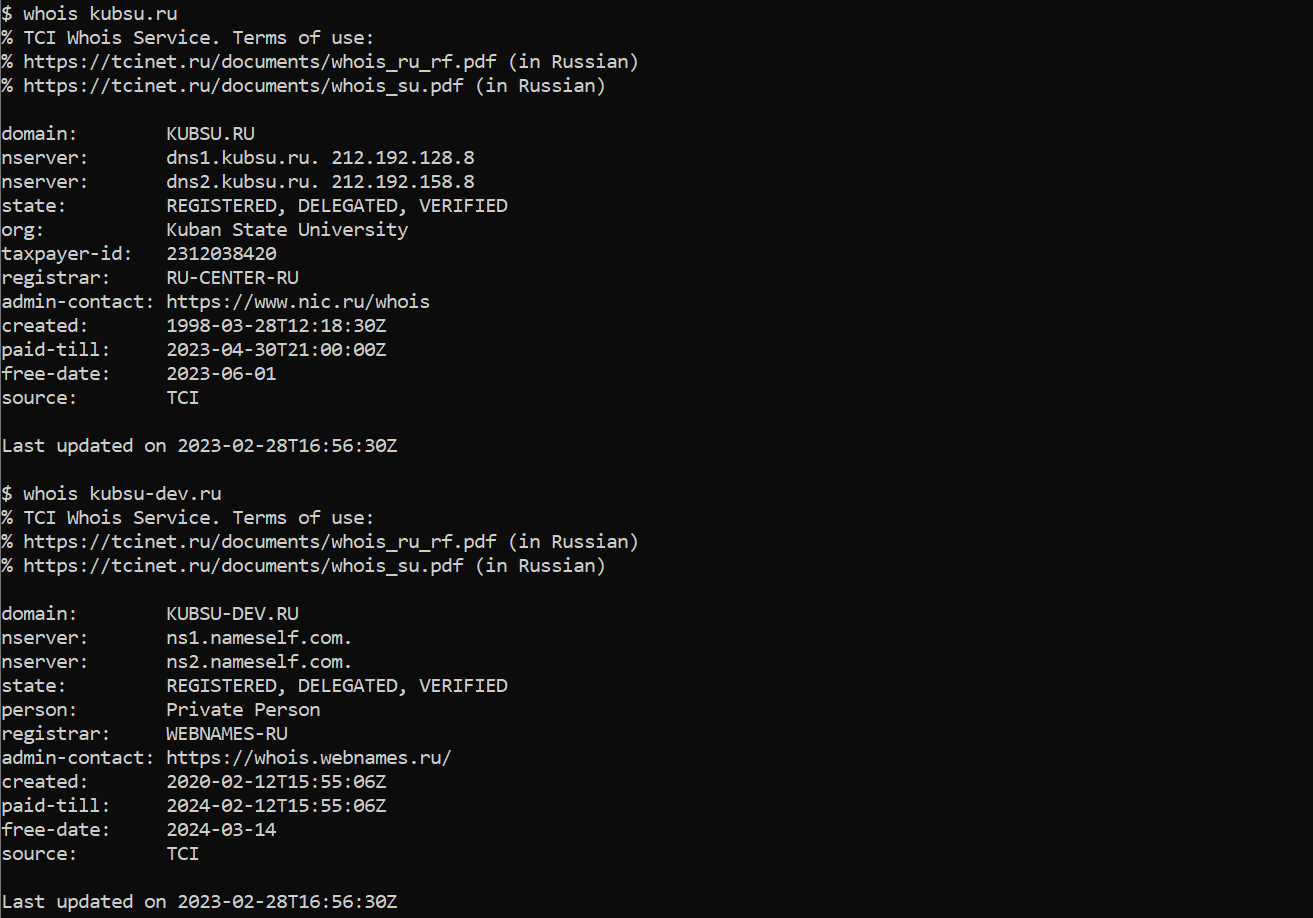 $ whois kubsu.ru
% TCI Whois Service. Terms of use:
% https://tcinet.ru/documents/whois_ru_rf.pdf (in Russian)
% https://tcinet.ru/documents/whois_su.pdf (in Russian)
domain:        KUBSU.RU
nserver:       dns1.kubsu.ru. 212.192.128.8
nserver:       dns2.kubsu.ru. 212.192.158.8
state:         REGISTERED, DELEGATED, VERIFIED
org:           Kuban State University
taxpayer-id:   2312038420
registrar:     RU-CENTER-RU
admin-contact: https://www.nic.ru/whois
created:       1998-03-28T12:18:30Z
paid-till:     2023-04-30T21:00:00Z
free-date:     2023-06-01
source:        TCI
Last updated on 2023-02-28T16:56:30Z
$ whois kubsu-dev.ru
% TCI Whois Service. Terms of use:
% https://tcinet.ru/documents/whois_ru_rf.pdf (in Russian)
% https://tcinet.ru/documents/whois_su.pdf (in Russian)
domain:        KUBSU-DEV.RU
nserver:       ns1.nameself.com.
nserver:       ns2.nameself.com.
state:         REGISTERED, DELEGATED, VERIFIED
person:        Private Person
registrar:     WEBNAMES-RU
admin-contact: https://whois.webnames.ru/
created:       2020-02-12T15:55:06Z
paid-till:     2024-02-12T15:55:06Z
free-date:     2024-03-14
source:        TCI
Last updated on 2023-02-28T16:56:30Z